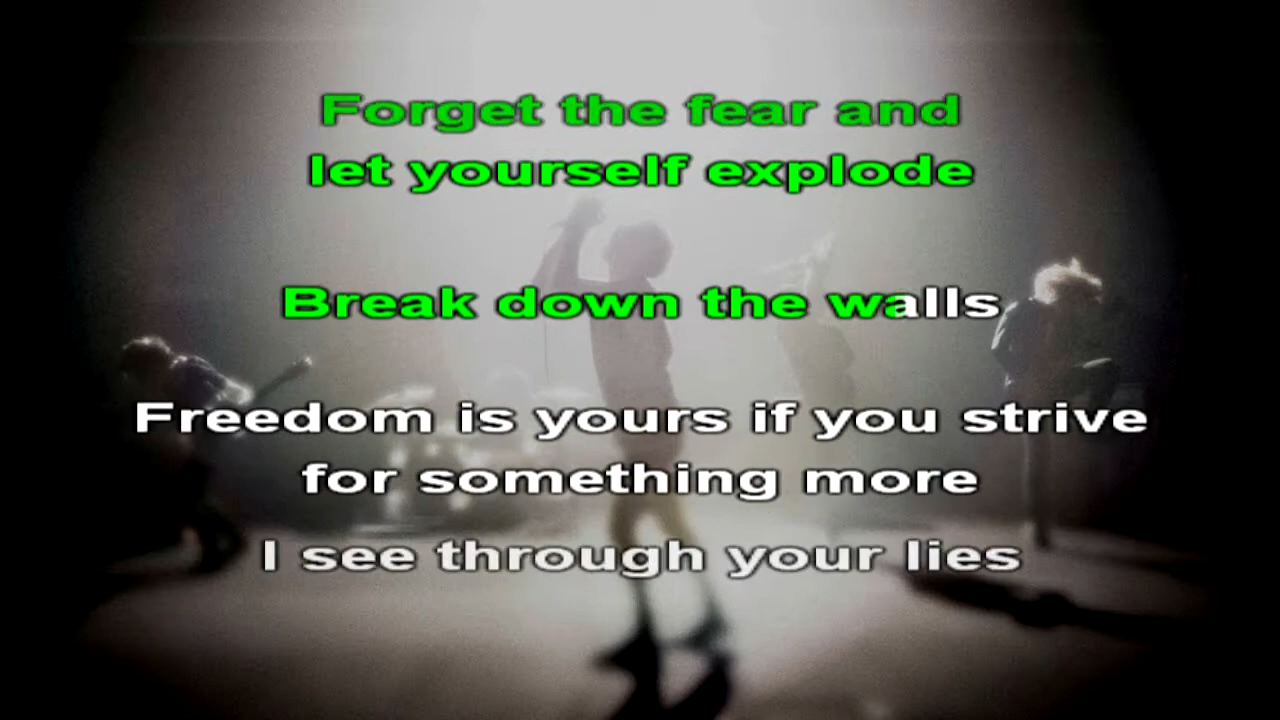 Forget the fear and
let yourself explode
Break down the walls
Freedom is yours if you strive
for something more
I see through your lies